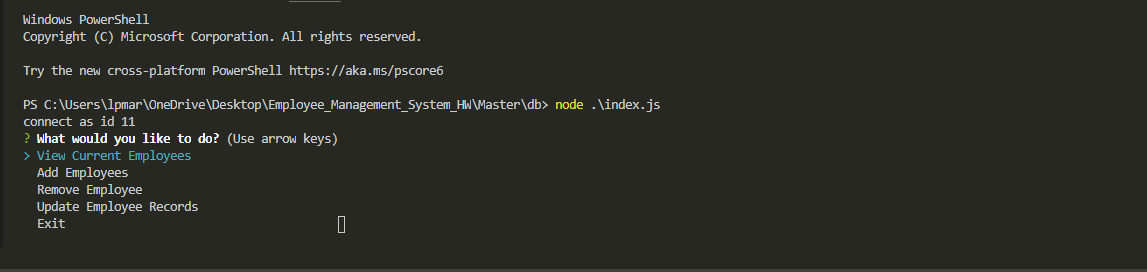 Windows PowerShell
Copyright (C) Microsoft Corporation. All rights reserved.
Try the new cross-platform PowerShell https://aka.ms/pscore6
PS C:\Users\lpmar\OneDrive\Desktop\Employee_Management_System_HW\Master\db> node .\index.js
connect as id 11
? What would you like to do? (Use arrow keys)
> View Current Employees
Add Employees
Remove Employee
Update Employee Records
Exit